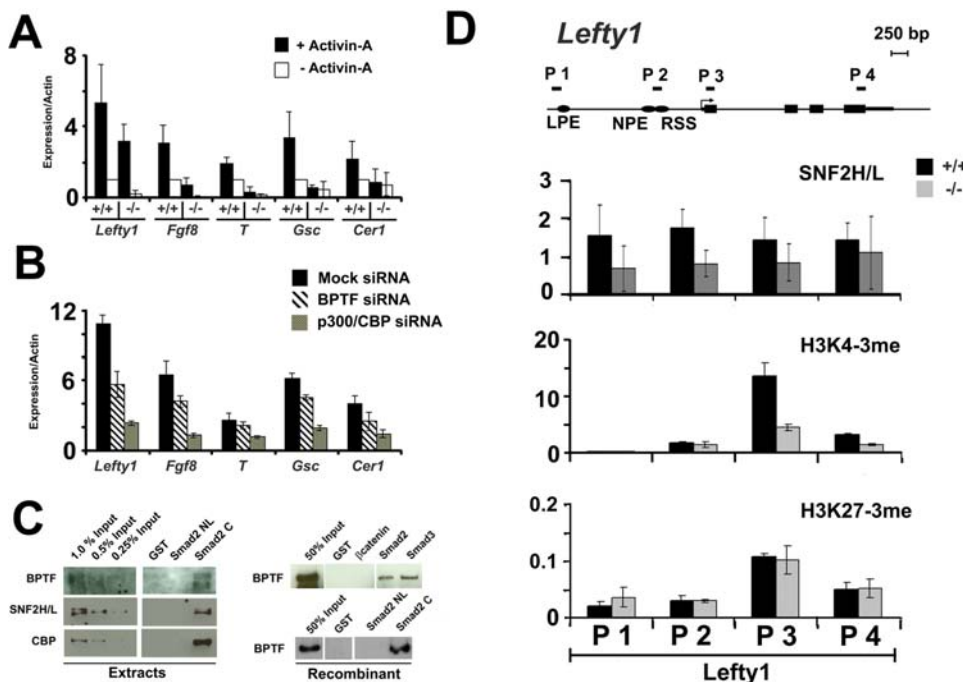 A
+ Activin-A
- Activin-A
Expression/Actin
8
4
0
+/+ -/- +/+ -/- +/+ -/- +/+ -/- +/+ -/-
Lefty1 Fgf8 T Gsc Cer1
B
Mock siRNA
BPTF siRNA
p300/CBP siRNA
Expression/Actin
12
6
0
Lefty1 Fgf8 T Gsc Cer1
C
1.0 % Input 0.5% Input 0.25% Input GST Smad2 NL Smad2 C
BPTF
SNF2H/L
CBP
Extracts
50% Input GST βcatenin Smad2 Smad3
BPTF
50% Input GST Smad2 NL Smad2 C
BPTF
Recombinant
D
Lefty1
250 bp
P 1 P 2 P 3 P 4
LPE NPE RSS
SNF2H/L
+/+
-/-
3
2
1
0
H3K4-3me
20
10
0
H3K27-3me
0.2
0.1
0
P 1 P 2 P 3 P 4
Lefty1